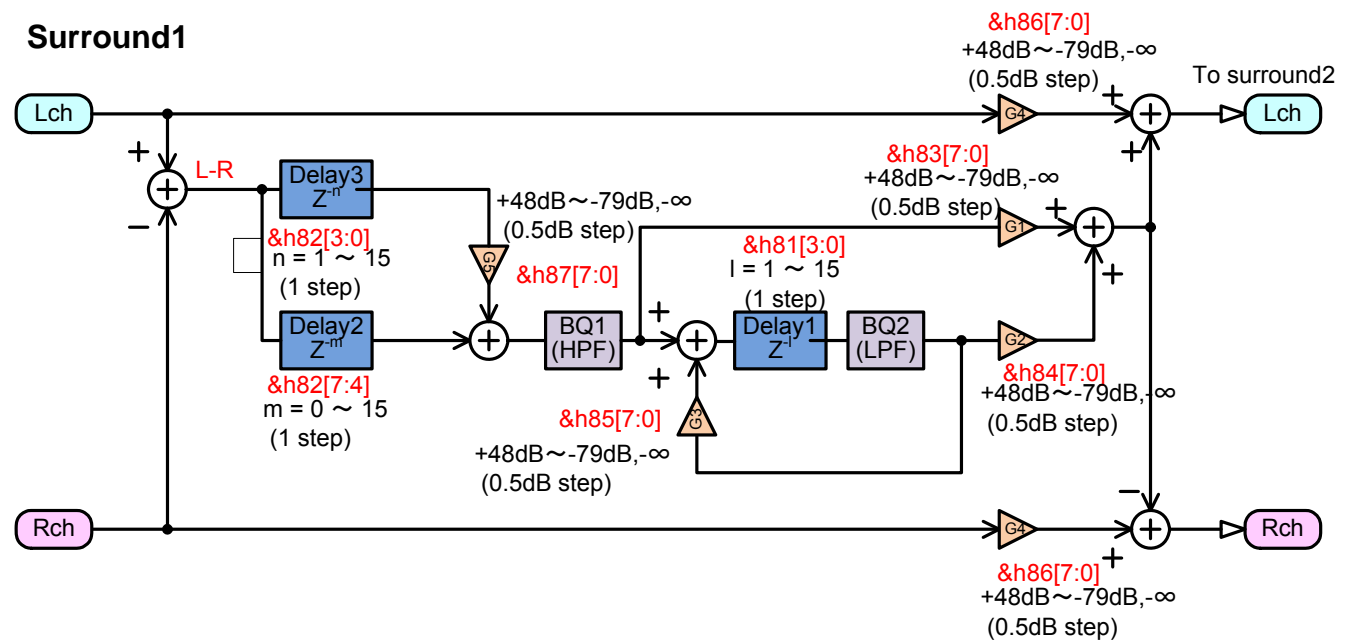 Surround1
&h86[7:0]
+48dB～-79dB,-∞
(0.5dB step)
To surround2
Lch
G4
+
+
Lch
+
L-R
+
−
Delay3
Z-n
&h82[3:0]
n = 1 ～ 15
(1 step)
+48dB～-79dB,-∞
(0.5dB step)
G5
&h87[7:0]
&h83[7:0]
+48dB～-79dB,-∞
(0.5dB step)
G1
+
+
+
&h81[3:0]
l = 1 ～ 15
(1 step)
Delay2
Z-m
&h82[7:4]
m = 0 ～ 15
(1 step)
+
BQ1
(HPF)
+
+
+
Delay1
Z-l
BQ2
(LPF)
G2
&h84[7:0]
+48dB～-79dB,-∞
(0.5dB step)
G3
&h85[7:0]
+48dB～-79dB,-∞
(0.5dB step)
Rch
G4
−
+
+
Rch
&h86[7:0]
+48dB～-79dB,-∞
(0.5dB step)